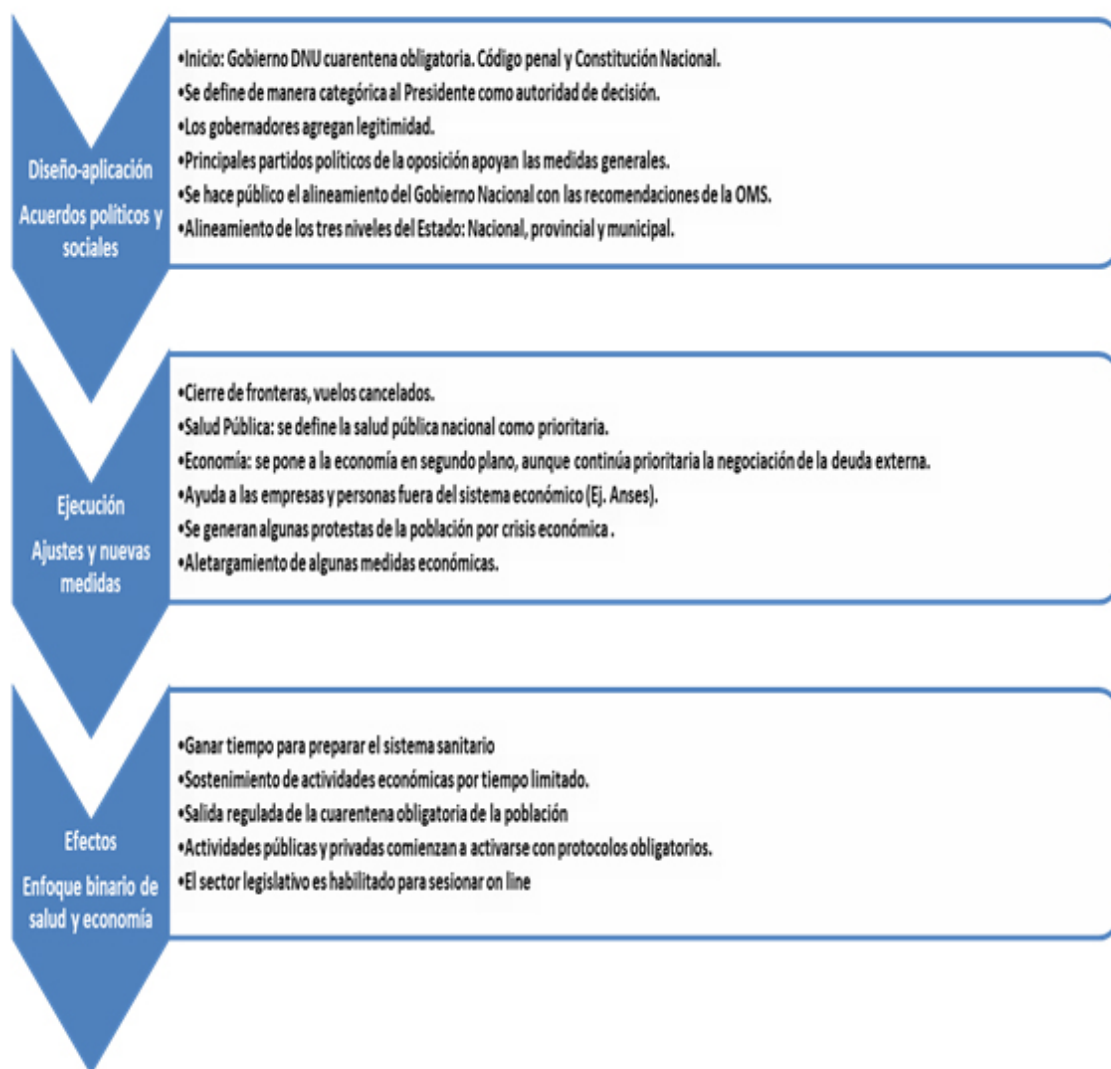 Diseño-aplicación
Acuerdos políticos y
sociales
•Inicio: Gobierno DNU cuarentena obligatoria. Código penal y Constitución Nacional.
•Se define de manera categórica al Presidente como autoridad de decisión.
•Los gobernadores agregan legitimidad.
•Principales partidos políticos de la oposición apoyan las medidas generales.
•Se hace público el alineamiento del Gobierno Nacional con las recomendaciones de la OMS.
•Alineamiento de los tres niveles del Estado: Nacional, provincial y municipal.
Ejecución
Ajustes y nuevas
medidas
•Cierre de fronteras, vuelos cancelados.
•Salud Pública: se define la salud pública nacional como prioritaria.
•Economía: se pone a la economía en segundo plano, aunque continúa prioritaria la negociación de la deuda externa.
•Ayuda a las empresas y personas fuera del sistema económico (Ej. Anses).
•Se generan algunas protestas de la población por crisis económica .
•Aletargamiento de algunas medidas económicas.
Efectos
Enfoque binario de
salud y economía
•Ganar tiempo para preparar el sistema sanitario
•Sostenimiento de actividades económicas por tiempo limitado.
•Salida regulada de la cuarentena obligatoria de la población
•Actividades públicas y privadas comienzan a activarse con protocolos obligatorios.
•El sector legislativo es habilitado para sesionar on line